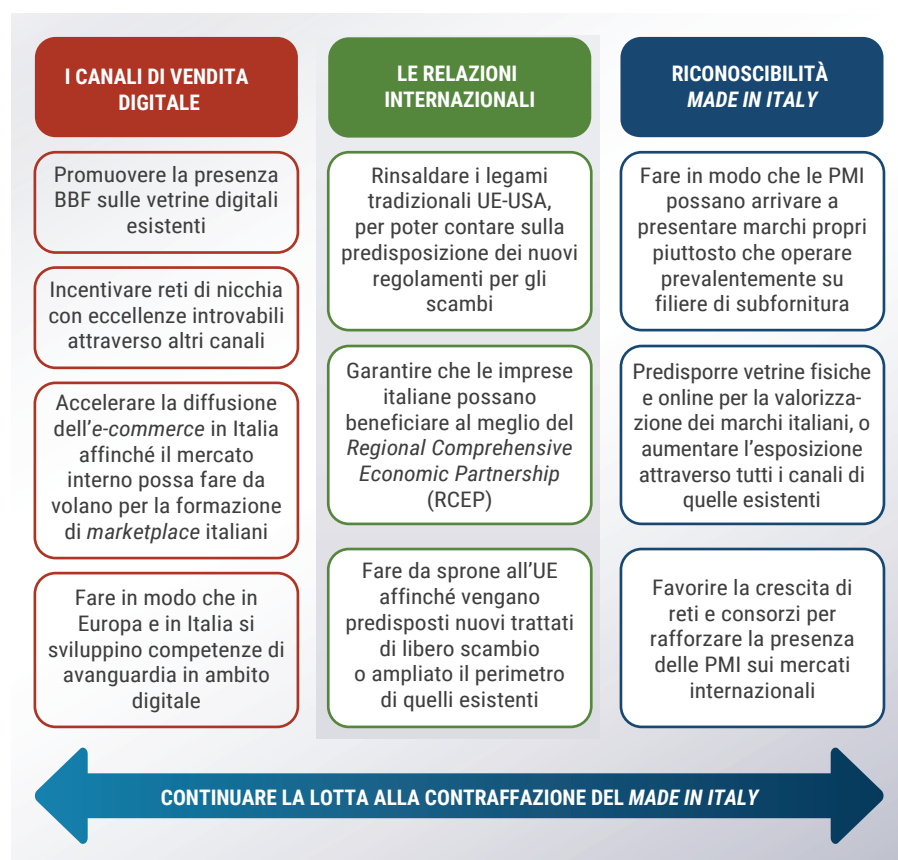 I CANALI DI VENDITA
DIGITALE
Promuovere la presenza
BBF sulle vetrine digitali
esistenti
Incentivare reti di nicchia
con eccellenze introvabili
attraverso altri canali
Accelerare la diffusione
dell'e-commerce in Italia
affinché il mercato
interno possa fare da
volano per la formazione
di marketplace italiani
Fare in modo che in
Europa e in Italia si
sviluppino competenze di
avanguardia in ambito
digitale
LE RELAZIONI
INTERNAZIONALI
Rinsaldare i legami
tradizionali UE-USA,
per poter contare sulla
predisposizione dei nuovi
regolamenti per gli
scambi
Garantire che le imprese
italiane possano
beneficiare al meglio del
Regional Comprehensive
Economic Partnership
(RCEP)
Fare da sprone all'UE
affinché vengano
predisposti nuovi trattati
di libero scambio
o ampliato il perimetro
di quelli esistenti
RICONOSCIBILITÀ
MADE IN ITALY
Fare in modo che le PMI
possano arrivare a
presentare marchi propri
piuttosto che operare
prevalentemente su
filiere di subfornitura
Predisporre vetrine fisiche
e online per la valorizza-
zione dei marchi italiani, o
aumentare l'esposizione
attraverso tutti i canali di
quelle esistenti
Favorire la crescita di
reti e consorzi per
rafforzare la presenza
delle PMI sui mercati
internazionali
CONTINUARE LA LOTTA ALLA CONTRAFFAZIONE DEL MADE IN ITALY